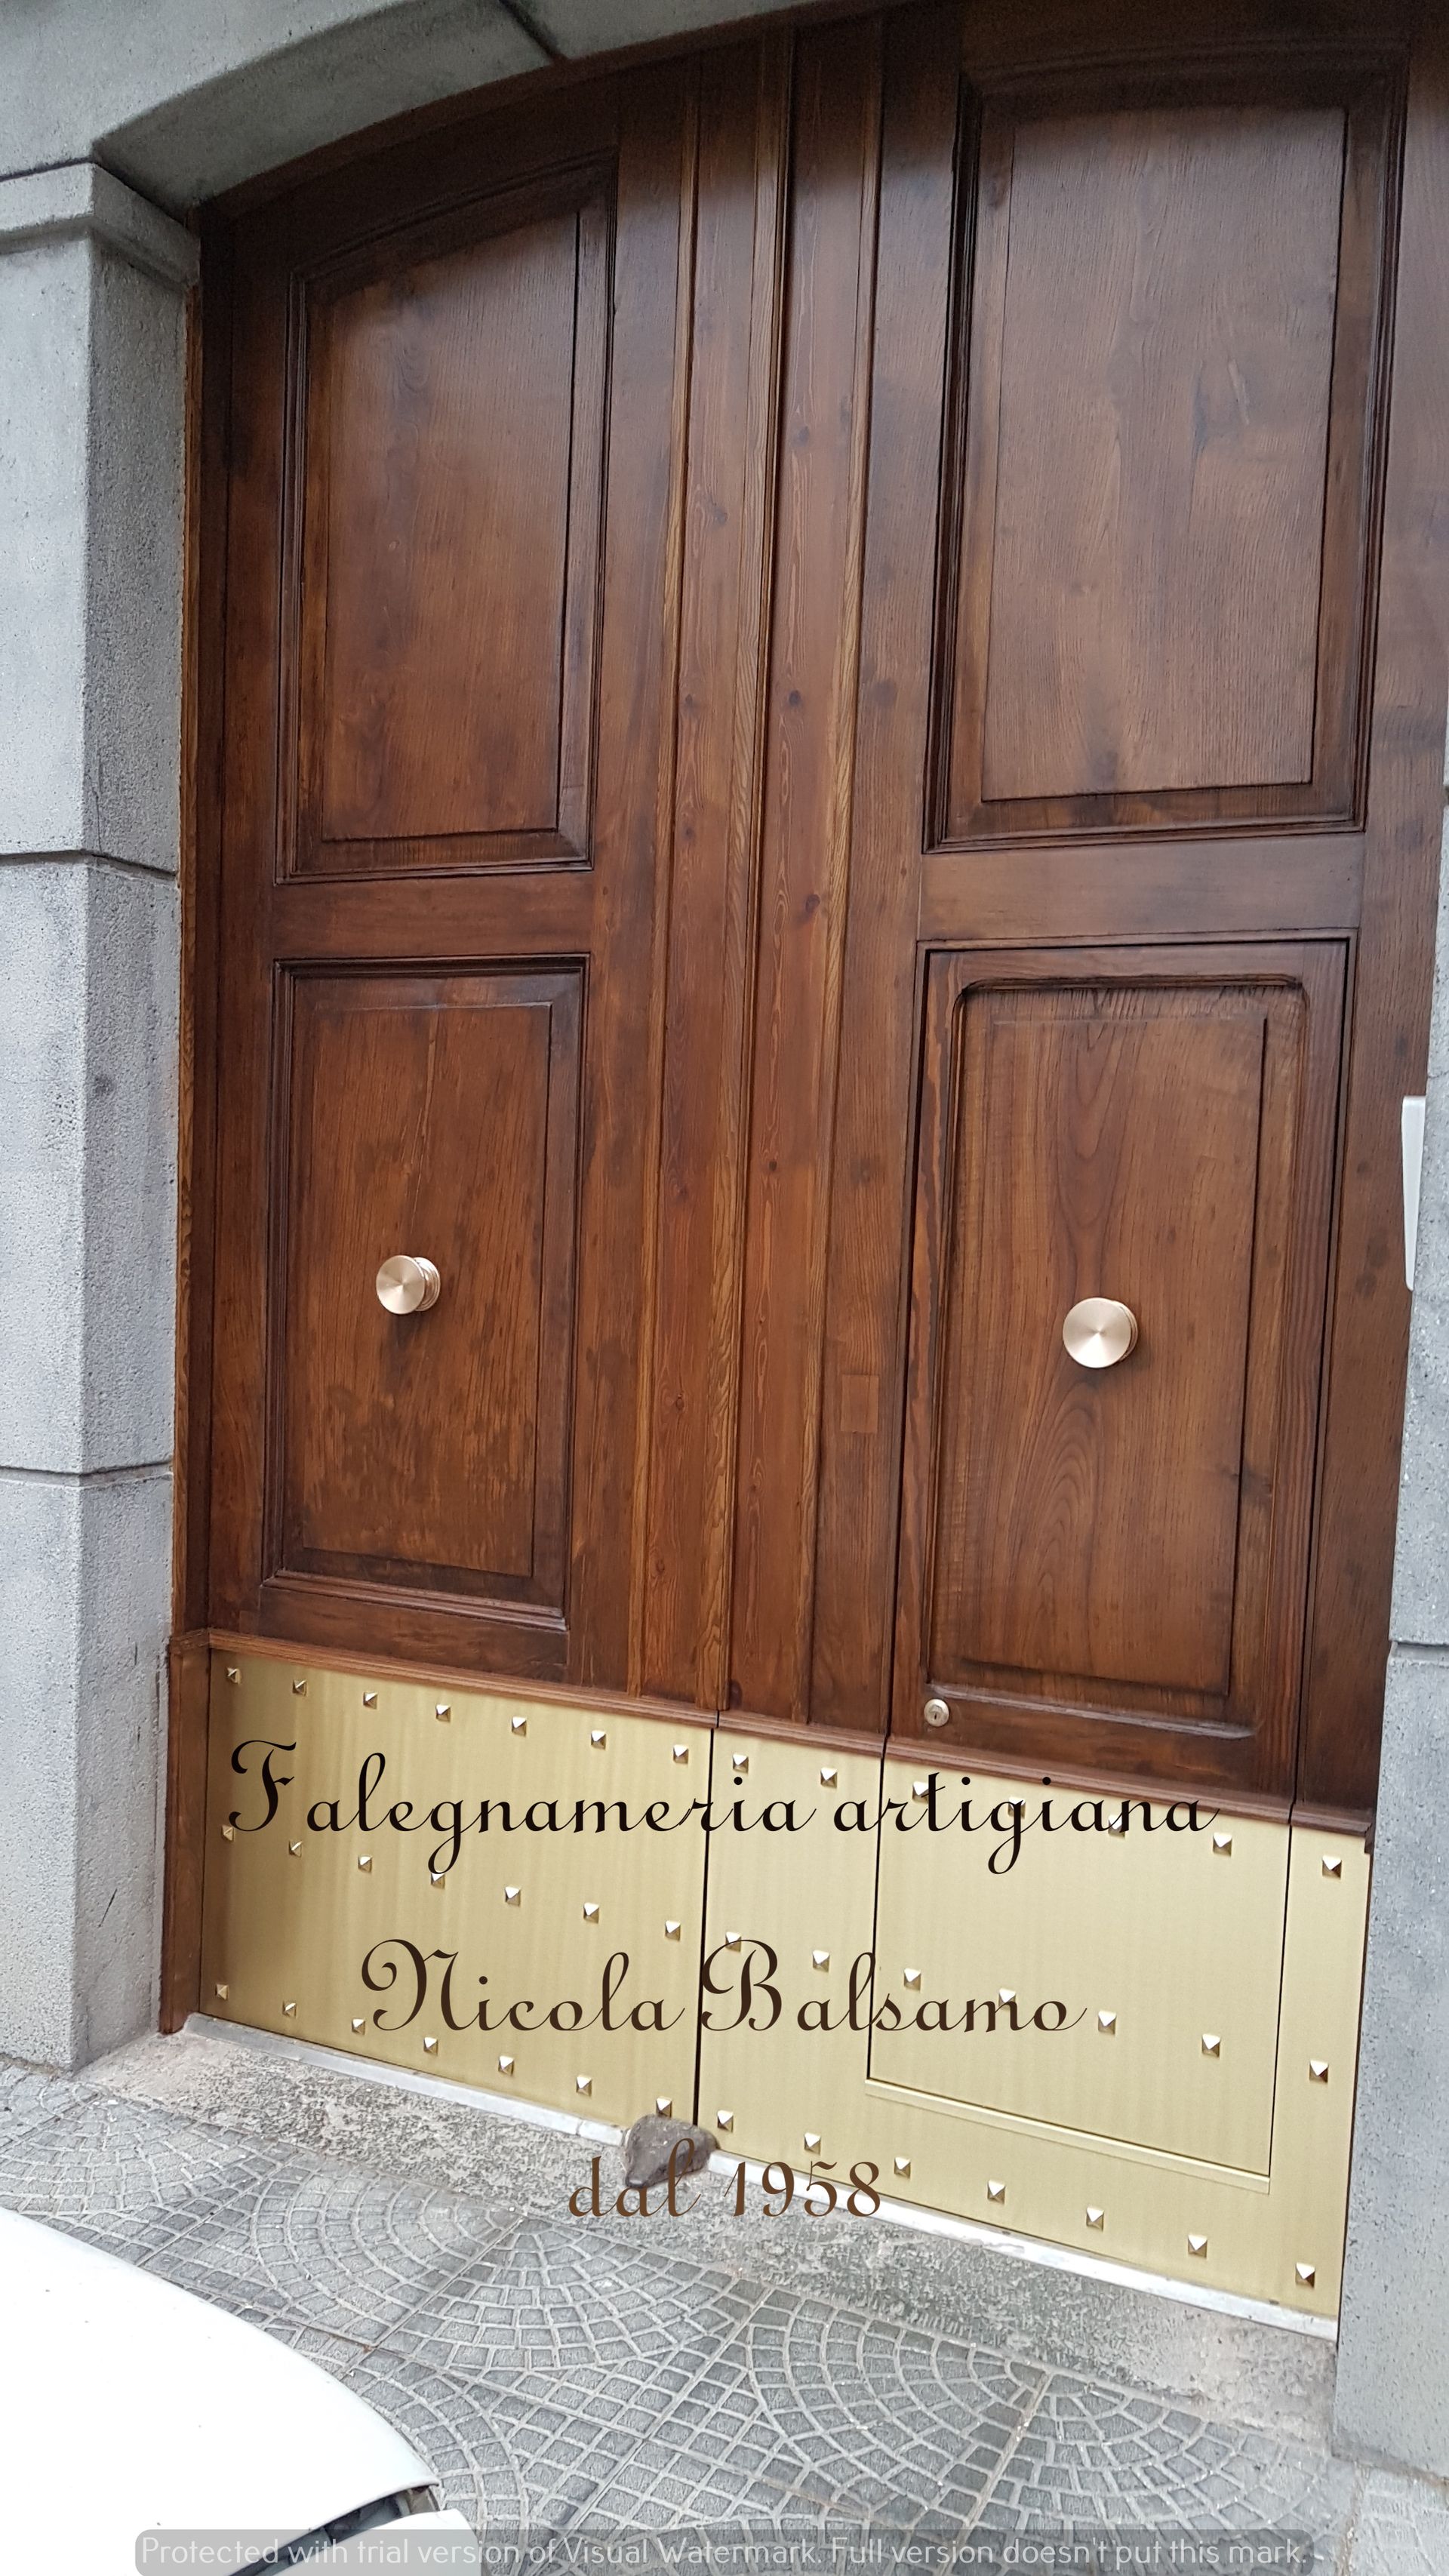 Falegnameria artigiana
Nicola Balsamo
dal 1958
Protected with trial version of Visual Watermark. Full version doesn't put this mark.